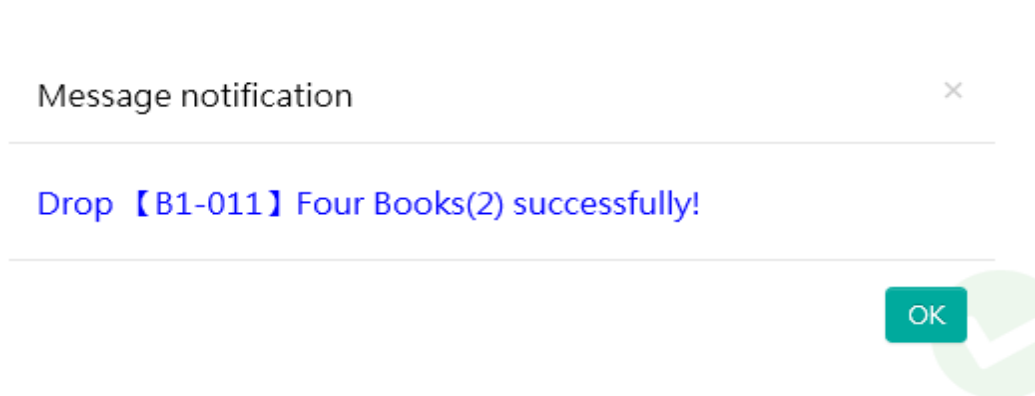 Message notification ×
Drop 【B1-011】Four Books(2) successfully!
OK